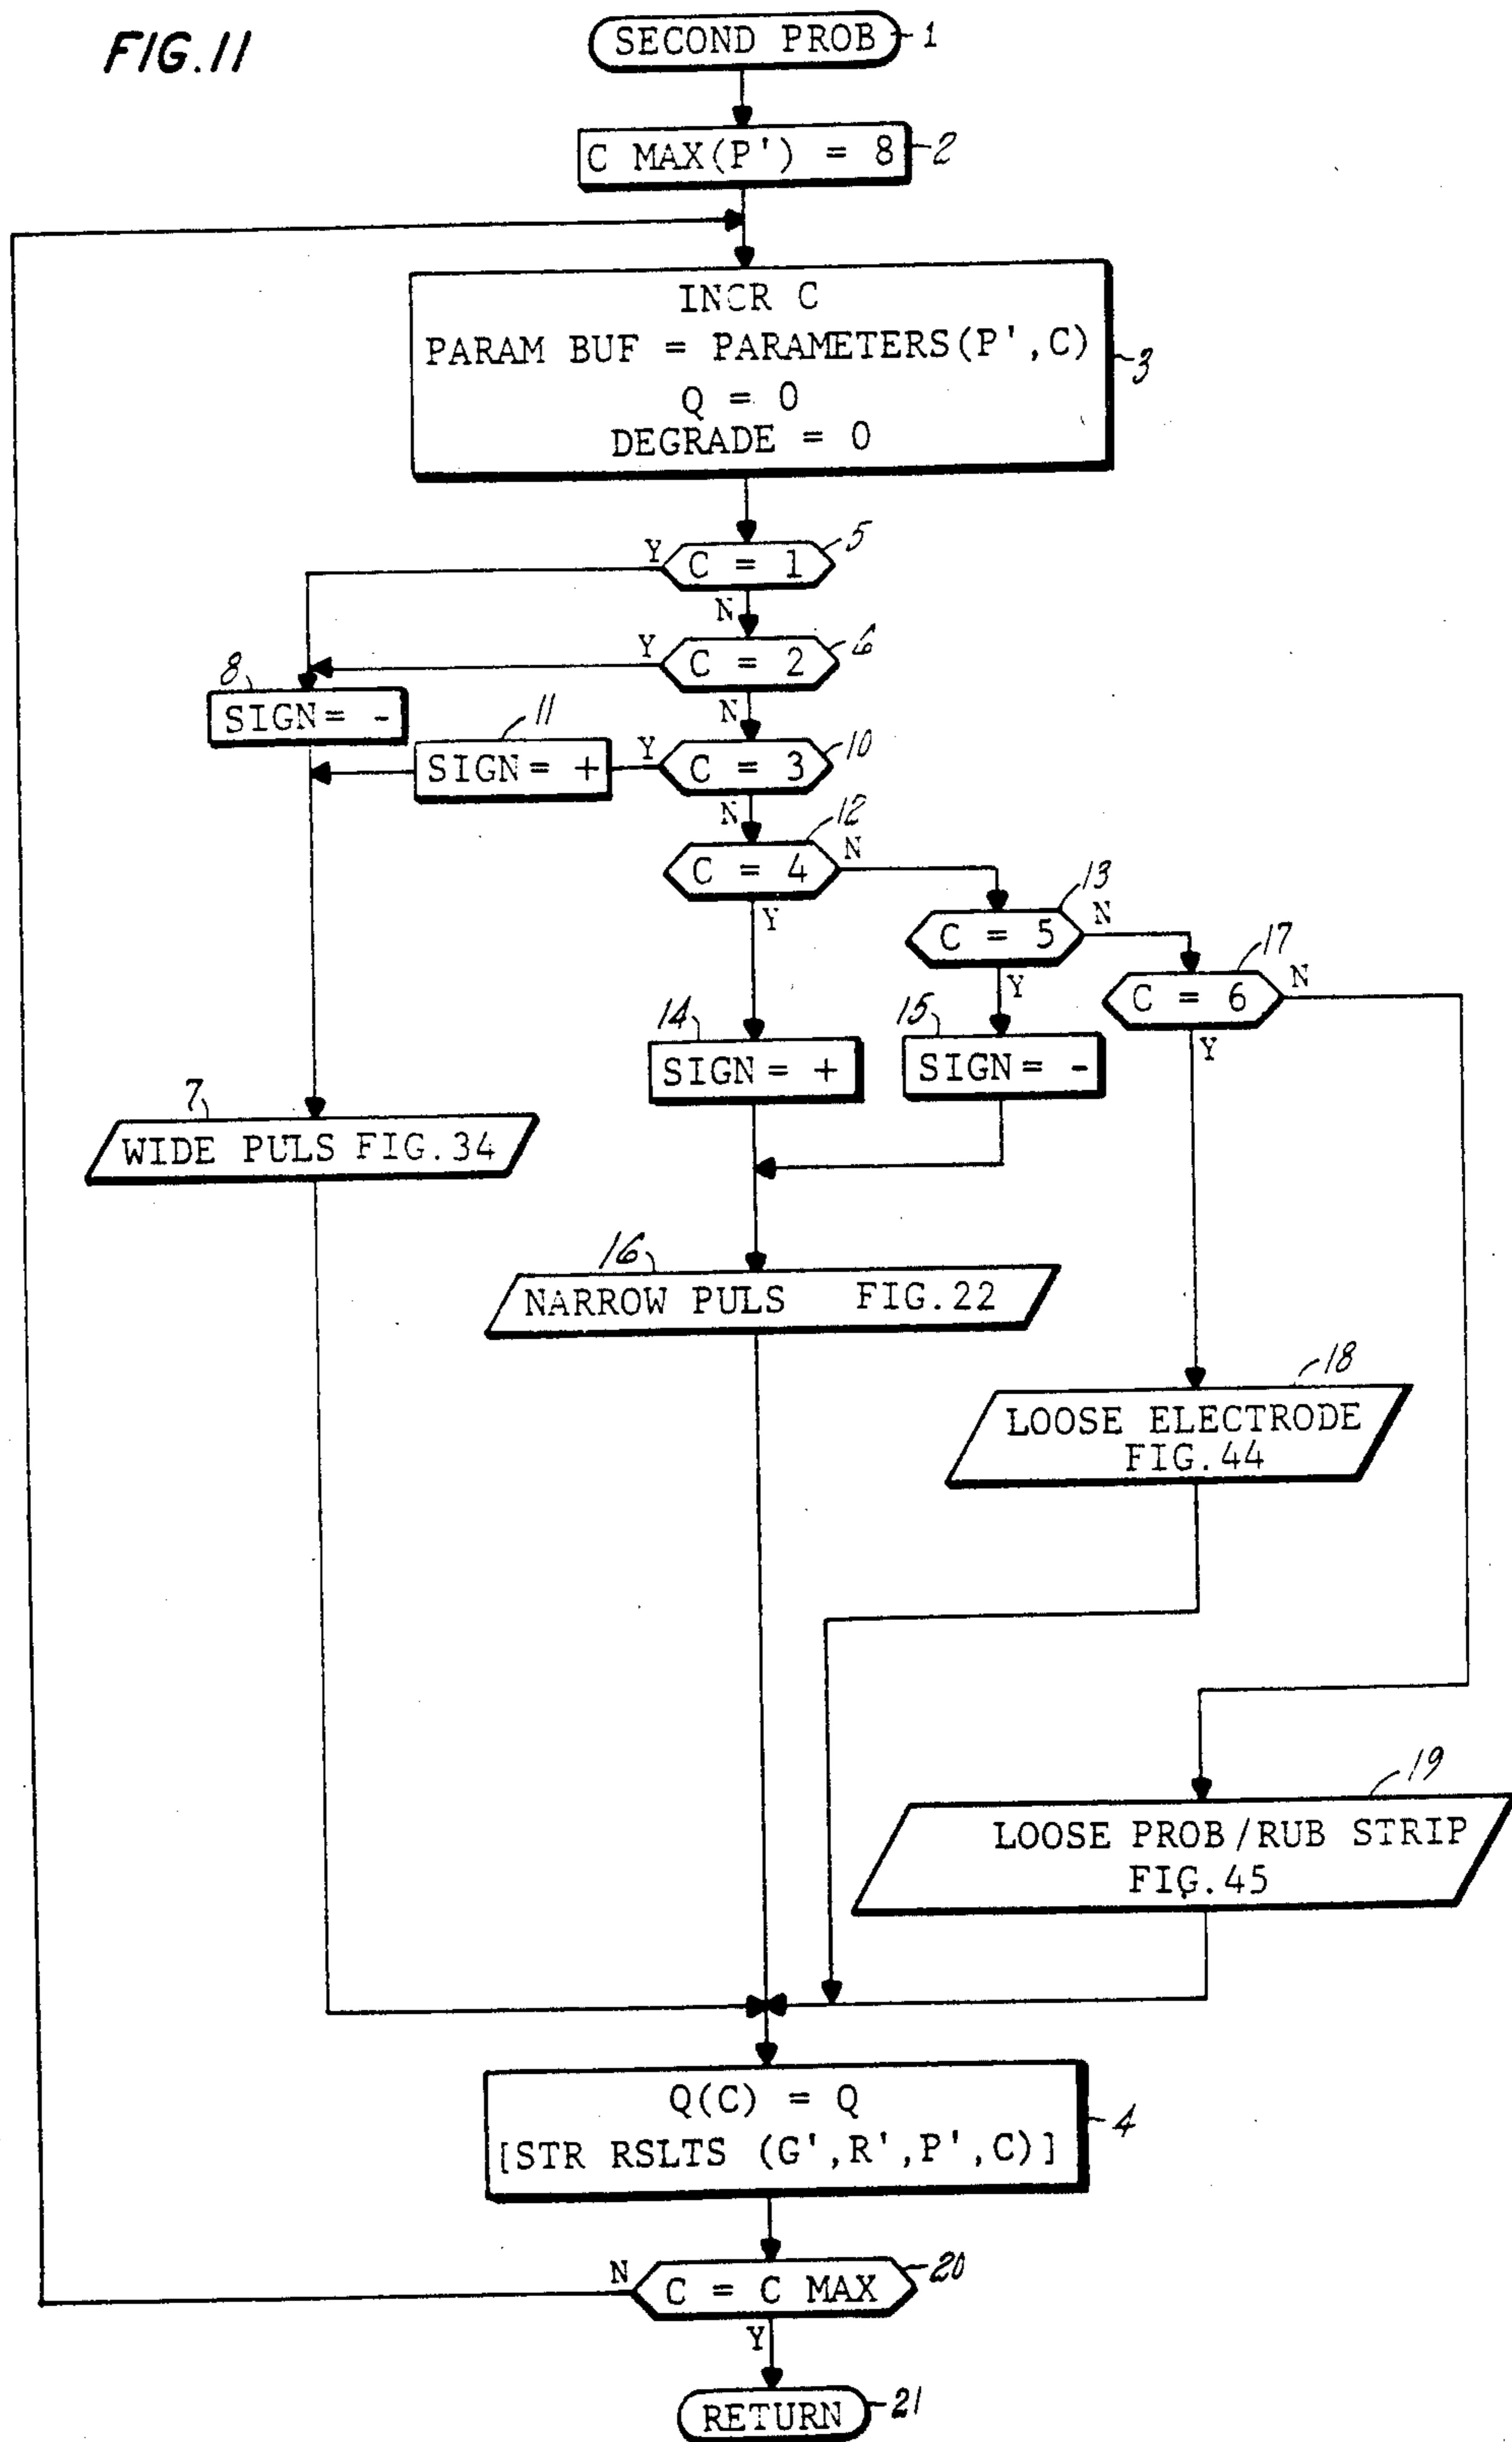 FIG.11
SECOND PROB
1
C MAX(P') = 8
2
INCR C
PARAM BUF = PARAMETERS(P',C)
Q = 0
DEGRADE = 0
3
5
Y
C = 1
N
6
Y
C = 2
N
8
SIGN= -
11
SIGN= +
Y
10
C = 3
N
12
C = 4
N
Y
13
C = 5
N
Y
17
C = 6
N
Y
14
SIGN= +
15
SIGN= -
7
WIDE PULS FIG.34
16
NARROW PULS FIG.22
18
LOOSE ELECTRODE
FIG.44
19
LOOSE PROB/RUB STRIP
FIG.45
Q(C) = Q
[STR RSLTS (G',R',P',C)]
4
N
C = C MAX
20
Y
RETURN
21